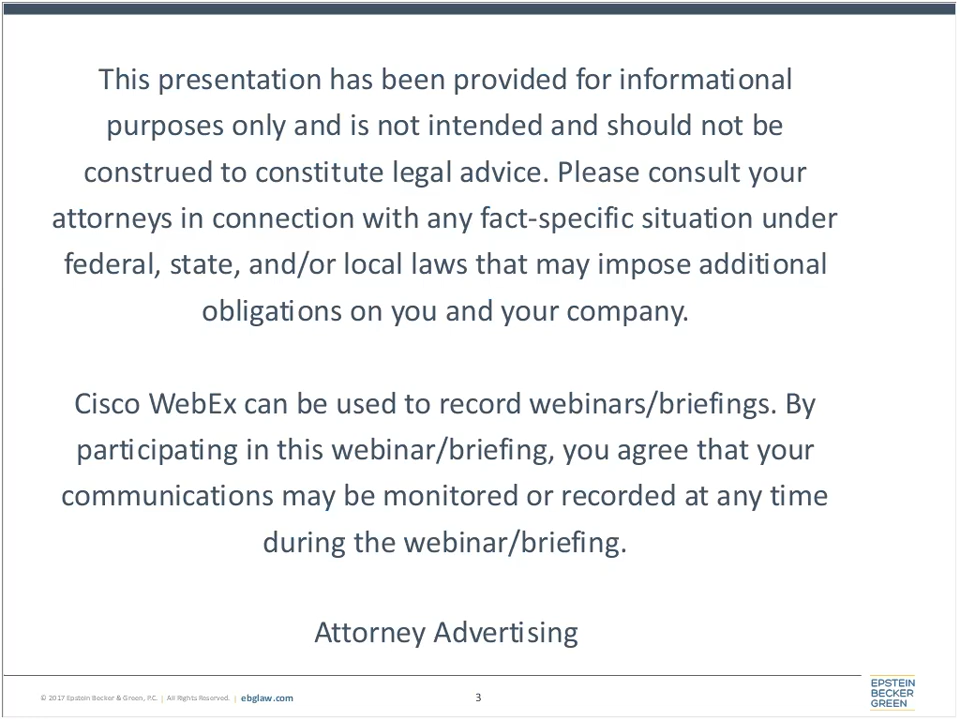 This presentation has been provided for informational
purposes only and is not intended and should not be
construed to constitute legal advice. Please consult your
attorneys in connection with any fact-specific situation under
federal, state, and/or local laws that may impose additional
obligations on you and your company.
Cisco WebEx can be used to record webinars/briefings. By
participating in this webinar/briefing, you agree that your
communications may be monitored or recorded at any time
during the webinar/briefing.
Attorney Advertising
© 2017 Epstein Becker & Green, P.C. | All Rights Reserved. | ebglaw.com
3
EPSTEIN
BECKER
GREEN